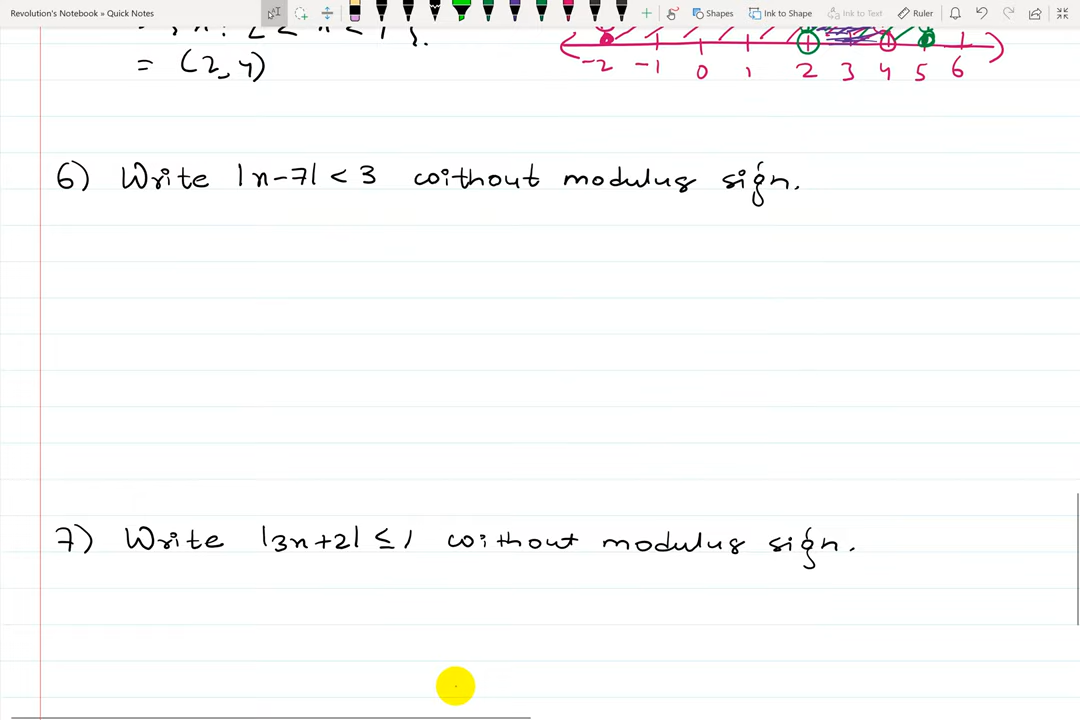 Revolution's Notebook » Quick Notes
Shapes
Ink to Shape
Ink to Text
Ruler
= (2, 4)
-2 -1 0 1 2 3 4 5 6
6) Write |x-7| < 3 without modulus sign.
7) Write |3x+2| ≤ 1 without modulus sign.